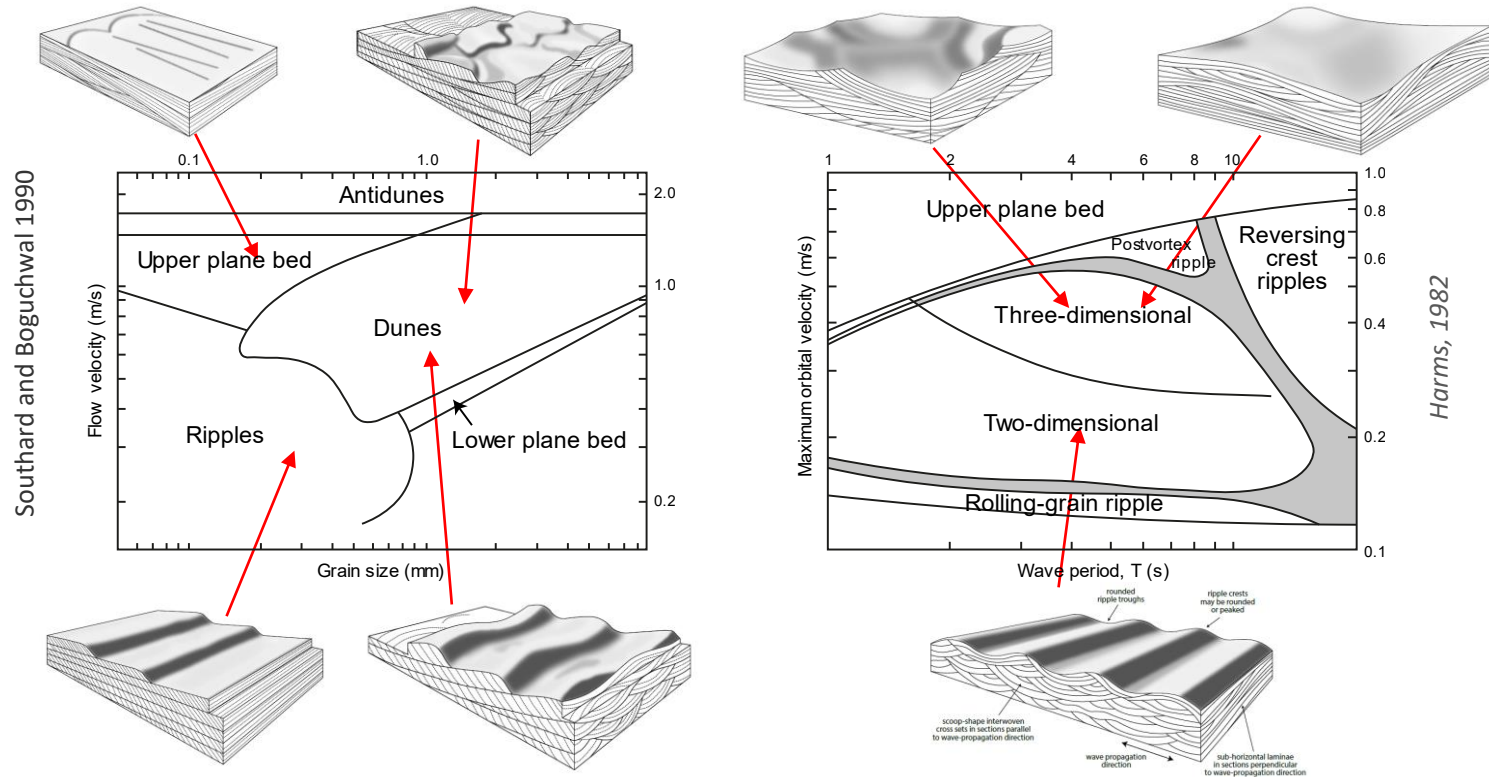 Southard and Boguchwal 1990
0.1
1.0
Antidunes
2.0
Upper plane bed
1.0
Dunes
Flow velocity (m/s)
Ripples
Lower plane bed
0.2
Grain size (mm)
1
2
4
6
8
10
1.0
Upper plane bed
0.8
Postvortex
ripple
Reversing
crest
ripples
0.6
Three-dimensional
0.4
Maximum orbital velocity (m/s)
Two-dimensional
0.2
Rolling-grain ripple
0.1
Wave period, T (s)
Harms, 1982
rounded
ripple troughs
ripple crests
may be rounded
or peaked
scoop-shape interwoven
cross sets in sections parallel
to wave-propagation direction
wave propagation
direction
sub-horizontal laminae
in sections perpendicular
to wave-propagation direction